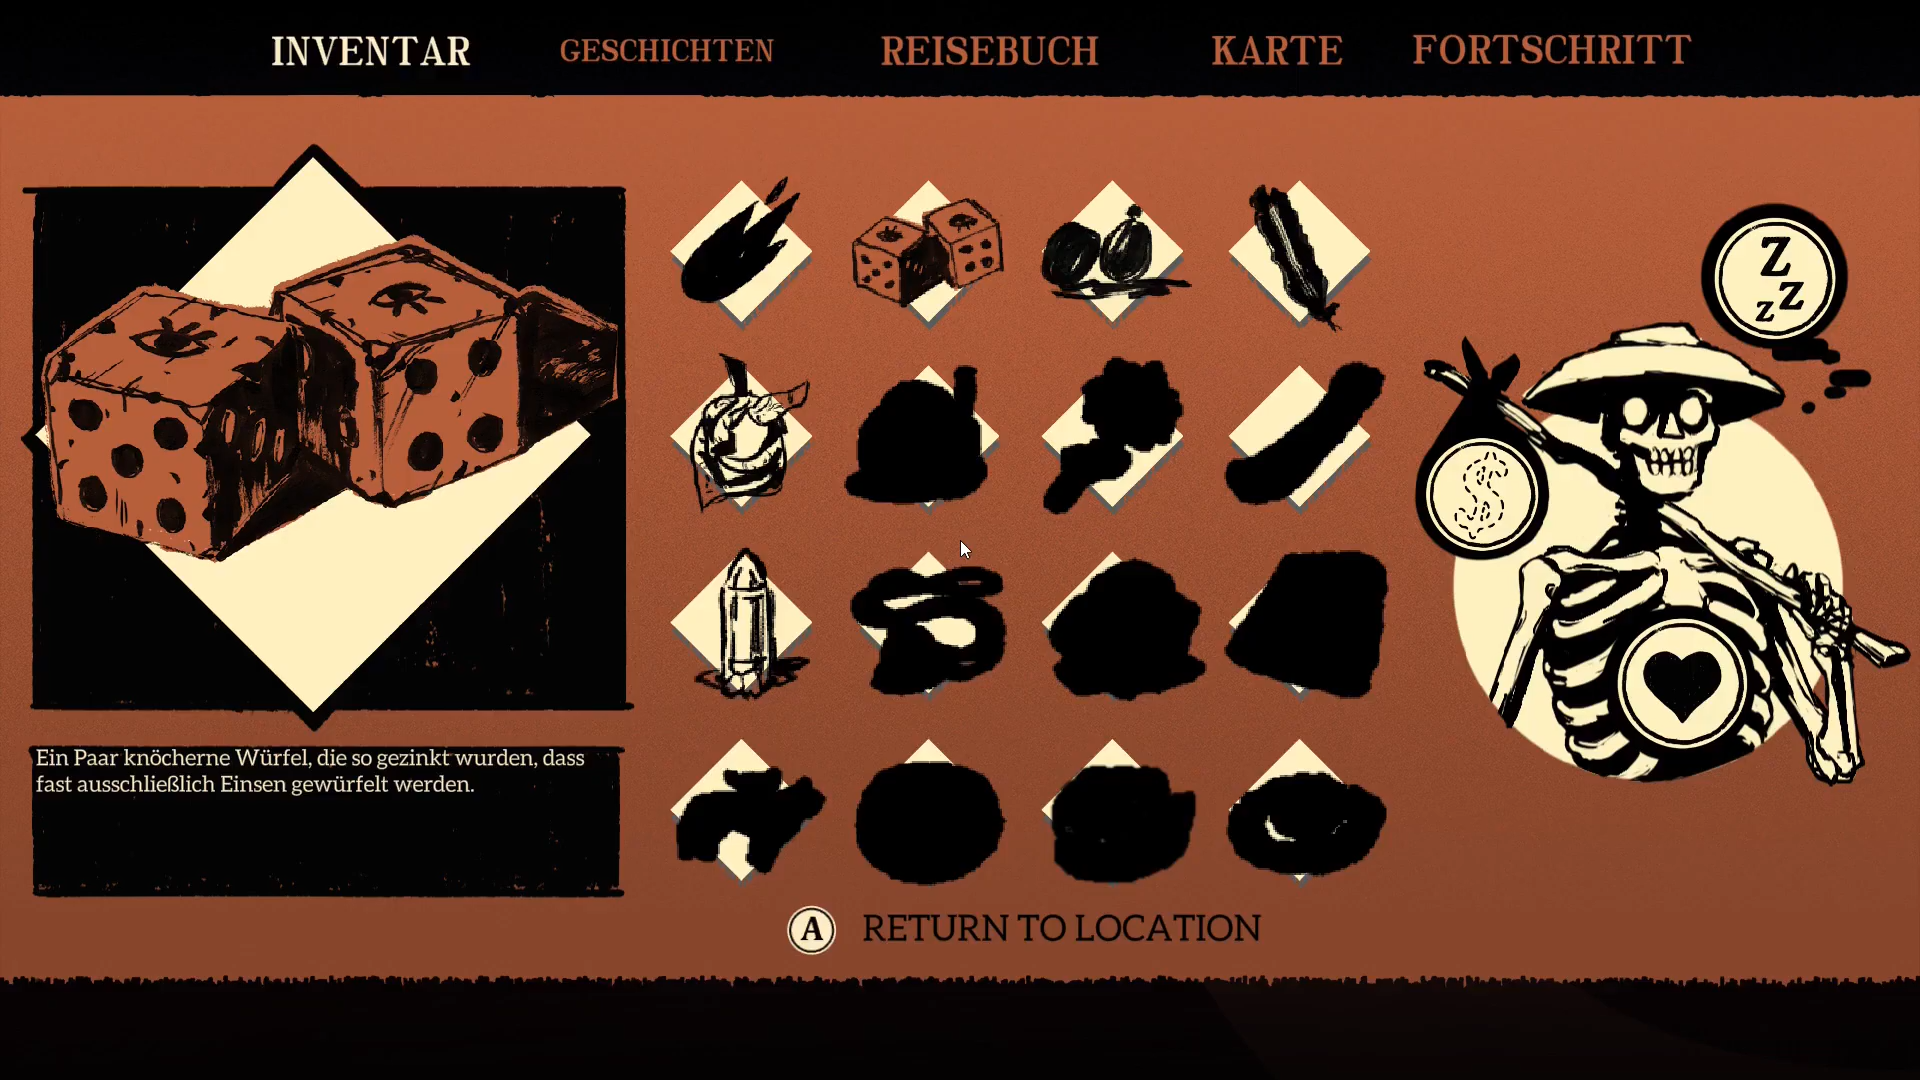 INVENTAR GESCHICHTEN REISEBUCH KARTE FORTSCHRITT
Z
Z
z
$
Ein Paar knöcherne Würfel, die so gezinkt wurden, dass
fast ausschließlich Einsen gewürfelt werden.
A RETURN TO LOCATION